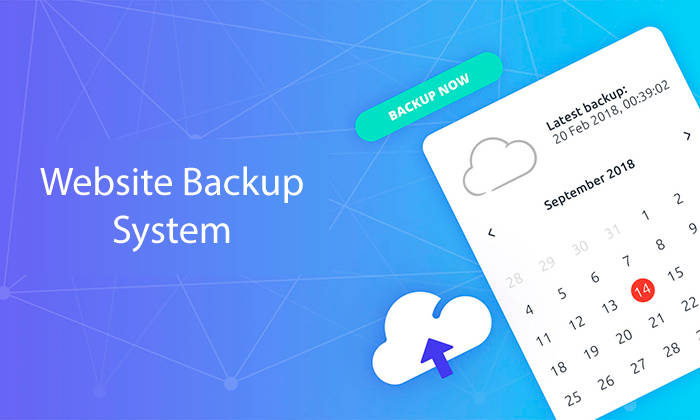 Website Backup
System
BACKUP NOW
Latest backup:
20 Feb 2018, 00:39:02
September 2018
28 29 30 31 1 2
4 5 6 7 8 9
11 12 13 14 15
18 19 20 21 22
25 26 27 28